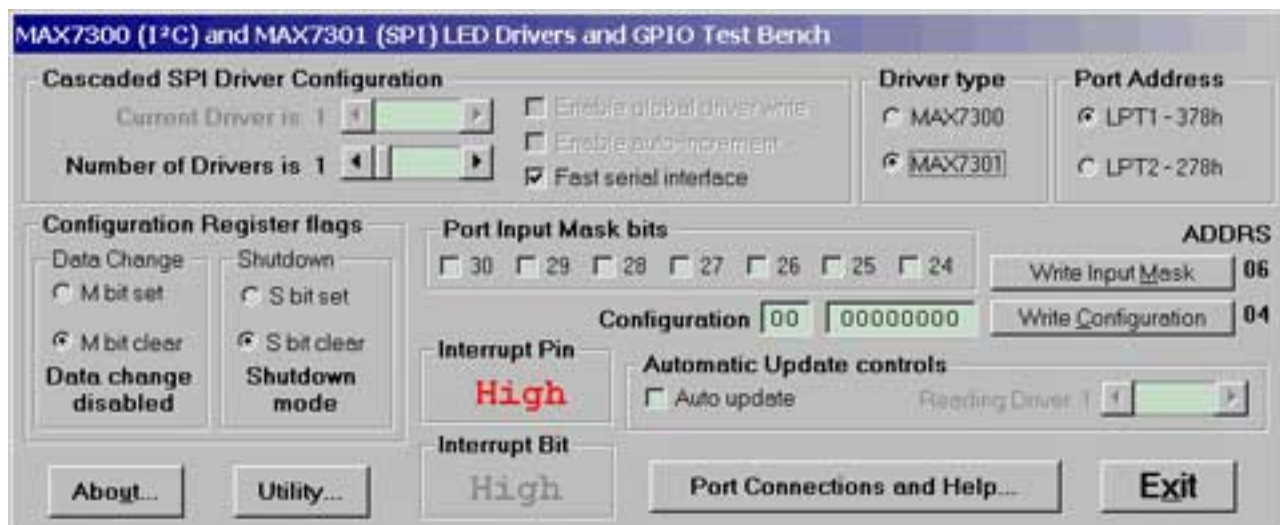 MAX7300 (I²C) and MAX7301 (SPI) LED Drivers and GPIO Test Bench
Cascaded SPI Driver Configuration
Current Driver is 1
Number of Drivers is 1
Enable global driver write
Enable auto-increment
Fast serial interface
Driver type
MAX7300
MAX7301
Port Address
LPT1 - 378h
LPT2 - 278h
Configuration Register flags
Data Change
M bit set
M bit clear
Data change
disabled
Shutdown
S bit set
S bit clear
Shutdown
mode
Port Input Mask bits
30 29 28 27 26 25 24
ADDRS
Write Input Mask 06
Configuration 00 00000000 Write Configuration 04
Interrupt Pin
High
Automatic Update controls
Auto update Reading Driver 1
Interrupt Bit
High
About... Utility... Port Connections and Help... Exit